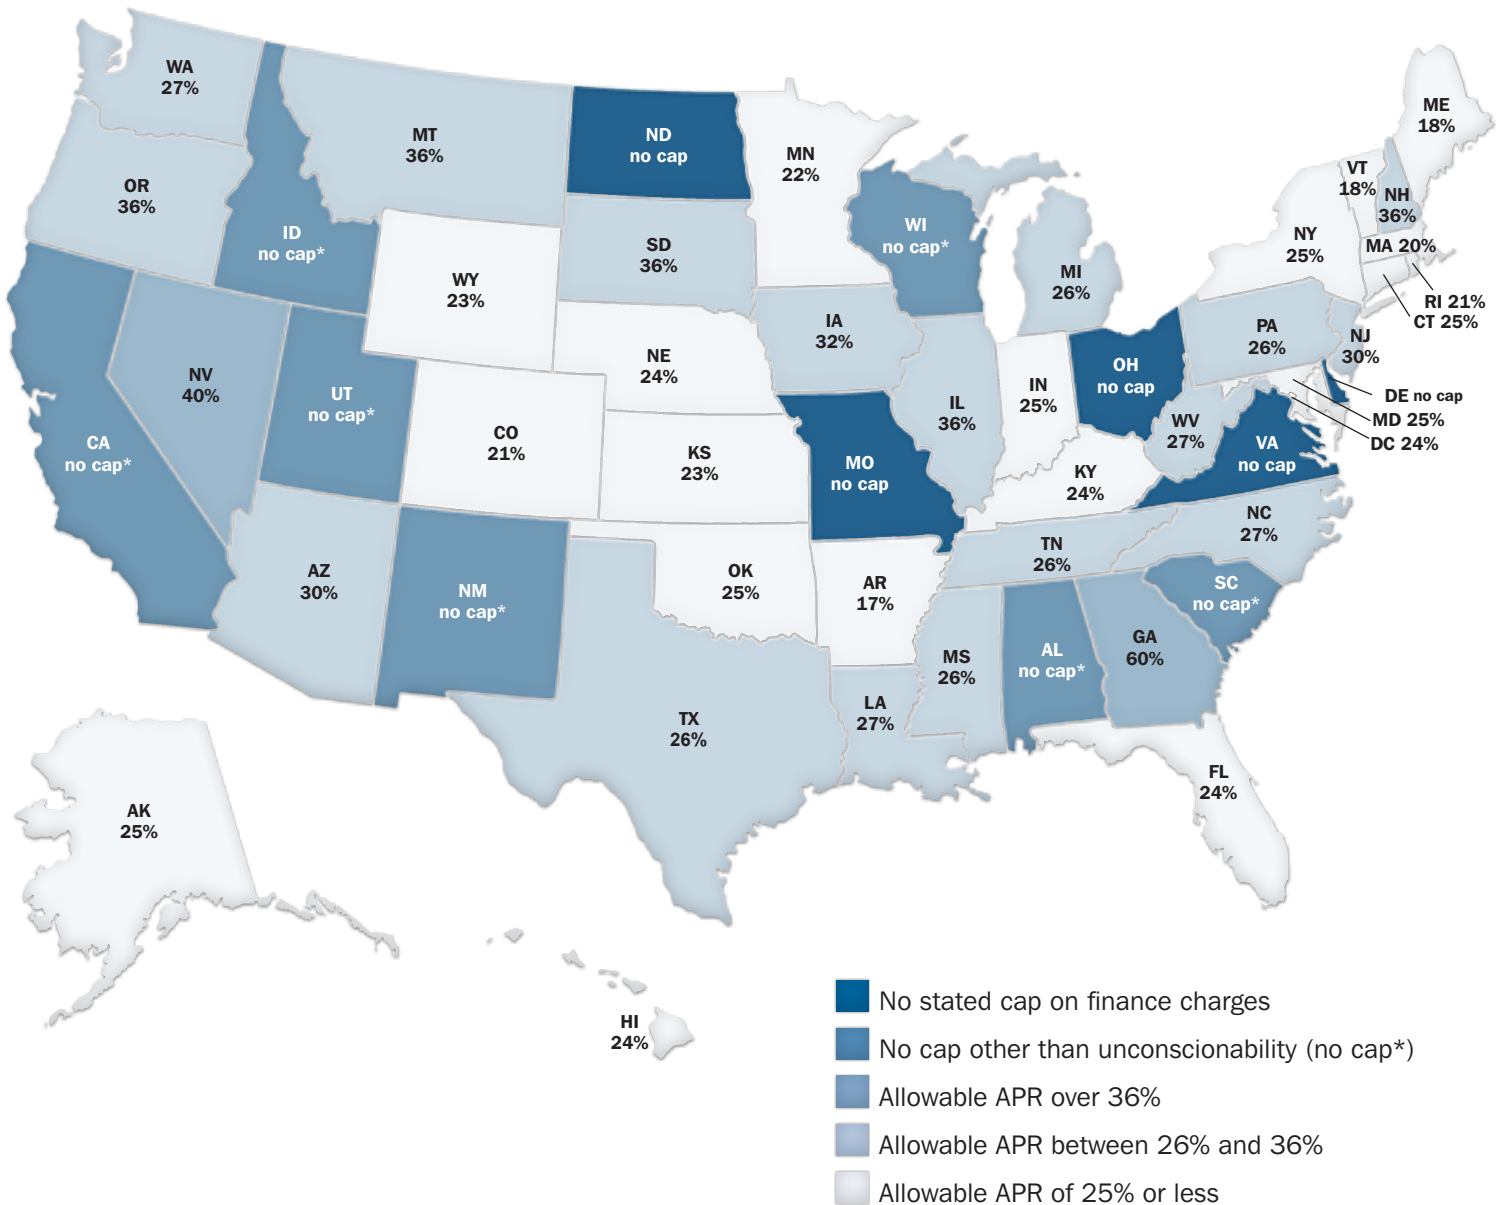 WA
27%
OR
36%
CA
no cap*
ID
no cap*
NV
40%
UT
no cap*
AZ
30%
MT
36%
WY
23%
CO
21%
NM
no cap*
ND
no cap
SD
36%
NE
24%
KS
23%
OK
25%
TX
26%
MN
22%
IA
32%
MO
no cap
AR
17%
LA
27%
WI
no cap*
IL
36%
MS
26%
MI
26%
IN
25%
KY
24%
TN
26%
AL
no cap*
OH
no cap
GA
60%
FL
24%
SC
no cap*
NC
27%
VA
no cap
WV
27%
PA
26%
NY
25%
VT
18%
NH
36%
ME
18%
MA 20%
RI 21%
CT 25%
NJ
30%
DE no cap
MD 25%
DC 24%
AK
25%
HI
24%
No stated cap on finance charges
No cap other than unconscionability (no cap*)
Allowable APR over 36%
Allowable APR between 26% and 36%
Allowable APR of 25% or less